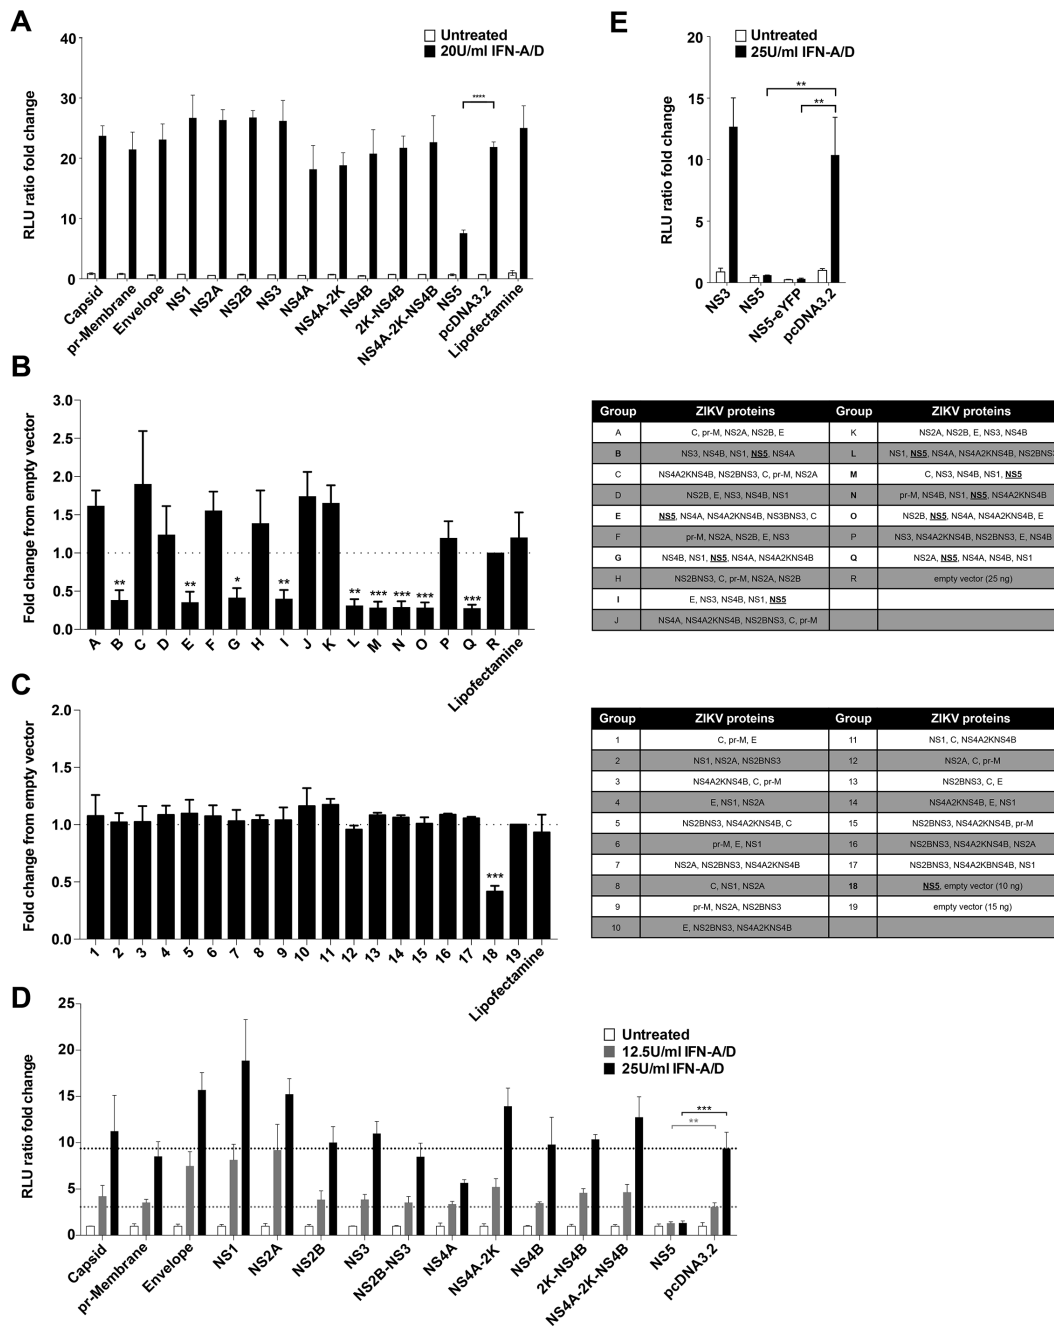 A
Untreated
20U/ml IFN-A/D
40
30
20
10
0
RLU ratio fold change
****
Capsid
pr-Membrane
Envelope
NS1
NS2A
NS2B
NS3
NS4A
NS4A-2K
NS4B
2K-NS4B
NS4A-2K-NS4B
NS5
pcDNA3.2
Lipofectamine
E
Untreated
25U/ml IFN-A/D
20
15
10
5
0
RLU ratio fold change
**
**
NS3
NS5
NS5-eYFP
pcDNA3.2
B
3.0
2.5
2.0
1.5
1.0
0.5
0.0
Fold change from empty vector
** ** * ** ** *** *** *** ***
A B C D E F G H I J K L M N O P Q R Lipofectamine
Group ZIKV proteins Group ZIKV proteins
A C, pr-M, NS2A, NS2B, E K NS2A, NS2B, E, NS3, NS4B
B NS3, NS4B, NS1, NS5, NS4A L NS1, NS5, NS4A, NS4A2KNS4B, NS2BNS3
C NS4A2KNS4B, NS2BNS3, C, pr-M, NS2A M C, NS3, NS4B, NS1, NS5
D NS2B, E, NS3, NS4B, NS1 N pr-M, NS4B, NS1, NS5, NS4A2KNS4B
E NS5, NS4A, NS4A2KNS4B, NS3BNS3, C O NS2B, NS5, NS4A, NS4A2KNS4B, E
F pr-M, NS2A, NS2B, E, NS3 P NS3, NS4A2KNS4B, NS2BNS3, E, NS4B
G NS4B, NS1, NS5, NS4A, NS4A2KNS4B Q NS2A, NS5, NS4A, NS4B, NS1
H NS2BNS3, C, pr-M, NS2A, NS2B R empty vector (25 ng)
I E, NS3, NS4B, NS1, NS5
J NS4A, NS4A2KNS4B, NS2BNS3, C, pr-M
C
2.0
1.5
1.0
0.5
0.0
Fold change from empty vector
***
1 2 3 4 5 6 7 8 9 10 11 12 13 14 15 16 17 18 19 Lipofectamine
Group ZIKV proteins Group ZIKV proteins
1 C, pr-M, E 11 NS1, C, NS4A2KNS4B
2 NS1, NS2A, NS2BNS3 12 NS2A, C, pr-M
3 NS4A2KNS4B, C, pr-M 13 NS2BNS3, C, E
4 E, NS1, NS2A 14 NS4A2KNS4B, E, NS1
5 NS2BNS3, NS4A2KNS4B, C 15 NS2BNS3, NS4A2KNS4B, pr-M
6 pr-M, E, NS1 16 NS2BNS3, NS4A2KNS4B, NS2A
7 NS2A, NS2BNS3, NS4A2KNS4B 17 NS2BNS3, NS4A2KBNS4B, NS1
8 C, NS1, NS2A 18 NS5, empty vector (10 ng)
9 pr-M, NS2A, NS2BNS3 19 empty vector (15 ng)
10 E, NS2BNS3, NS4A2KNS4B
D
25
20
15
10
5
0
RLU ratio fold change
Untreated
12.5U/ml IFN-A/D
25U/ml IFN-A/D
***
**
Capsid
pr-Membrane
Envelope
NS1
NS2A
NS2B
NS3
NS2B-NS3
NS4A
NS4A-2K
NS4B
2K-NS4B
NS4A-2K-NS4B
NS5
pcDNA3.2